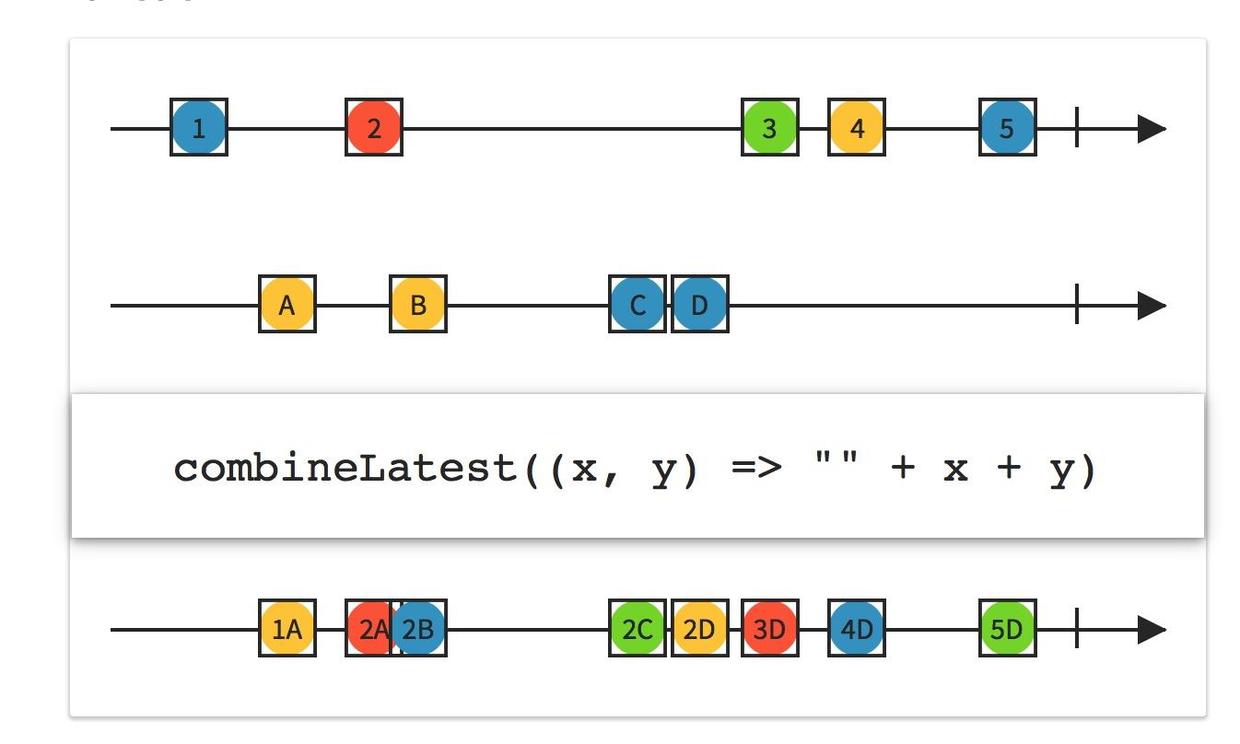 1 2 3 4 5
A B C D
combineLatest((x, y) => "" + x + y)
1A 2A 2B 2C 2D 3D 4D 5D